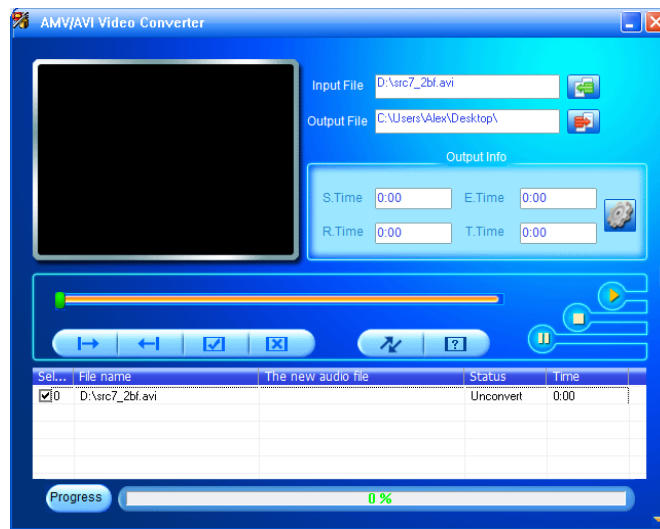 AMV/AVI Video Converter
Input File D:\src7_2bf.avi
Output File C:\Users\Alex\Desktop\
Output Info
S.Time 0:00 E.Time 0:00
R.Time 0:00 T.Time 0:00
Sel... File name The new audio file Status Time
0 D:\src7_2bf.avi Unconvert 0:00
Progress 0 %